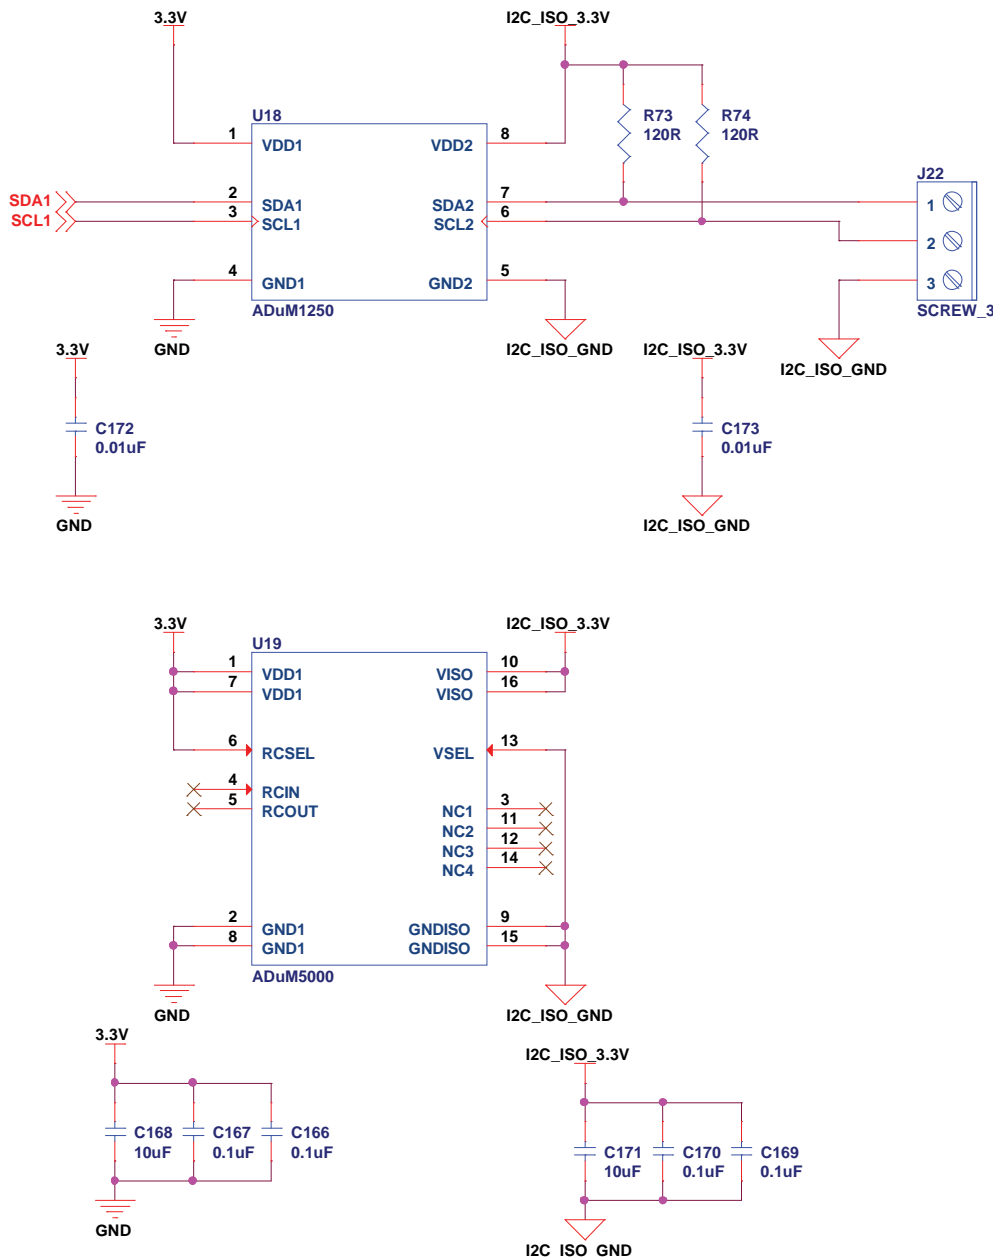 3.3V
I2C_ISO_3.3V
U18
R73
120R
R74
120R
1
VDD1
VDD2
8
J22
SDA1
2
SDA1
SDA2
7
1
SCL1
3
SCL1
SCL2
6
2
4
GND1
GND2
5
3
ADuM1250
SCREW_3
GND
I2C_ISO_GND
I2C_ISO_GND
3.3V
I2C_ISO_3.3V
C172
0.01uF
C173
0.01uF
GND
I2C_ISO_GND
3.3V
I2C_ISO_3.3V
U19
1
VDD1
VISO
10
7
VDD1
VISO
16
6
RCSEL
VSEL
13
4
RCIN
5
RCOUT
NC1
3
NC2
11
NC3
12
NC4
14
2
GND1
GNDISO
9
8
GND1
GNDISO
15
ADuM5000
GND
I2C_ISO_GND
3.3V
I2C_ISO_3.3V
C168
10uF
C167
0.1uF
C166
0.1uF
C171
10uF
C170
0.1uF
C169
0.1uF
GND
I2C_ISO_GND